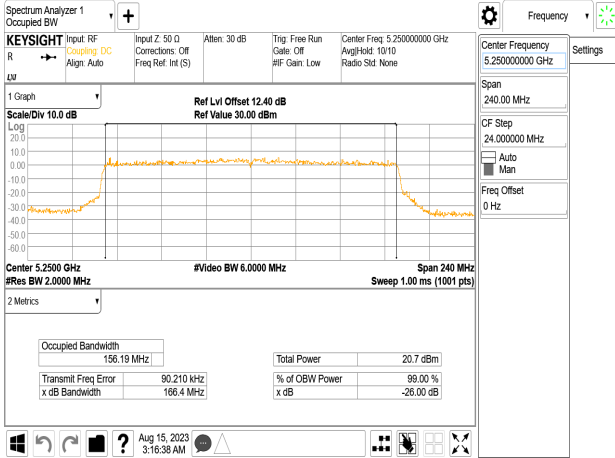 Spectrum Analyzer 1
Occupied BW
Frequency
KEYSIGHT Input: RF Input Z: 50 Ω Atten: 30 dB Trig: Free Run Center Freq: 5.250000000 GHz
Coupling: DC Corrections: Off Gate: Off Avg|Hold: 10/10
R Align: Auto Freq Ref: Int (S) #IF Gain: Low Radio Std: None
LXI
Center Frequency
5.250000000 GHz
Settings
Span
240.00 MHz
CF Step
24.000000 MHz
Auto
Man
Freq Offset
0 Hz
1 Graph
Ref Lvl Offset 12.40 dB
Scale/Div 10.0 dB Ref Value 30.00 dBm
Log
20.0
10.0
0.00
-10.0
-20.0
-30.0
-40.0
-50.0
-60.0
Center 5.2500 GHz #Video BW 6.0000 MHz Span 240 MHz
#Res BW 2.0000 MHz Sweep 1.00 ms (1001 pts)
2 Metrics
Occupied Bandwidth
156.19 MHz Total Power 20.7 dBm
Transmit Freq Error 90.210 kHz % of OBW Power 99.00 %
x dB Bandwidth 166.4 MHz x dB -26.00 dB
? Aug 15, 2023
3:16:38 AM